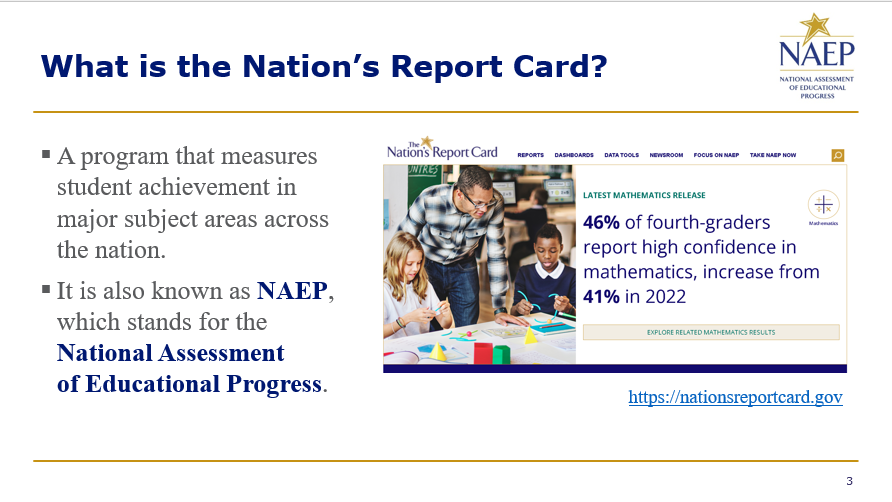 What is the Nation’s Report Card?
NAEP
NATIONAL ASSESSMENT
OF EDUCATIONAL
PROGRESS
▪ A program that measures
student achievement in
major subject areas across
the nation.
▪ It is also known as NAEP,
which stands for the
National Assessment
of Educational Progress.
The
Nation's Report Card
REPORTS DASHBOARDS DATA TOOLS NEWSROOM FOCUS ON NAEP TAKE NAEP NOW
LATEST MATHEMATICS RELEASE
Mathematics
46% of fourth-graders
report high confidence in
mathematics, increase from
41% in 2022
EXPLORE RELATED MATHEMATICS RESULTS
https://nationsreportcard.gov
3